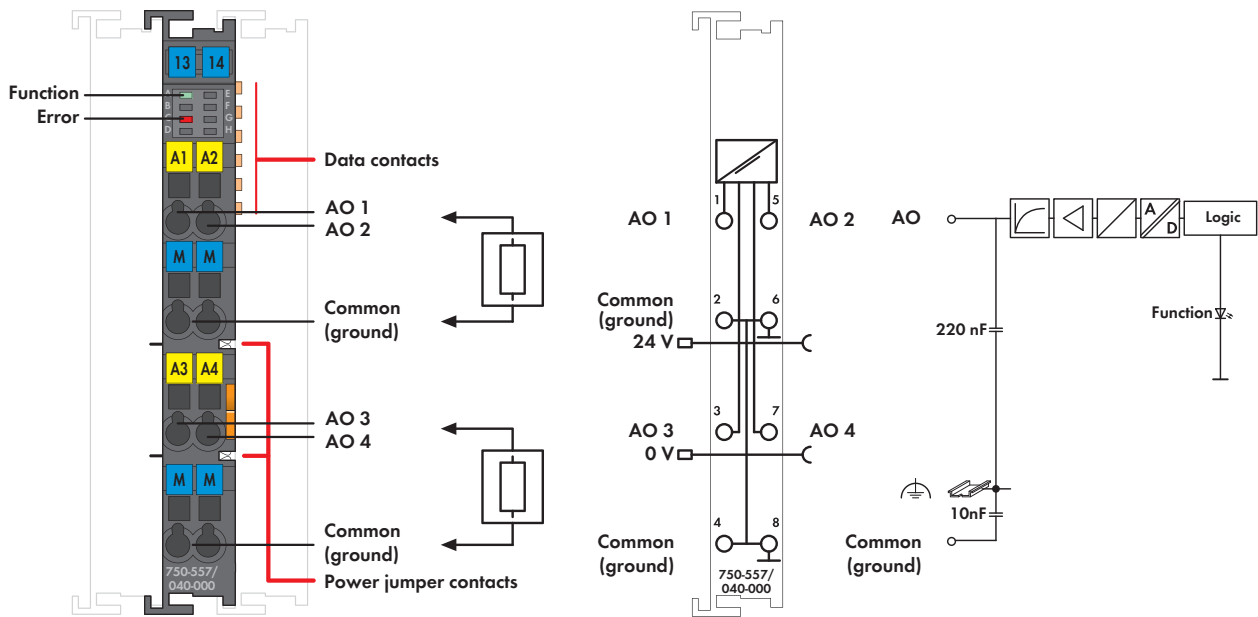 13 14
Function
A E
B F
Error
C G
D H
A1 A2
Data contacts
AO 1
AO 2
M M
Common
(ground)
A3 A4
AO 3
AO 4
M M
Common
(ground)
750-557/
040-000
Power jumper contacts
1 5
AO 1 AO 2
2 6
Common
(ground)
24 V
3 7
AO 3 AO 4
0 V
4 8
Common
(ground)
750-557/
040-000
AO
A
D
Logic
Function
220 nF
10nF
Common
(ground)